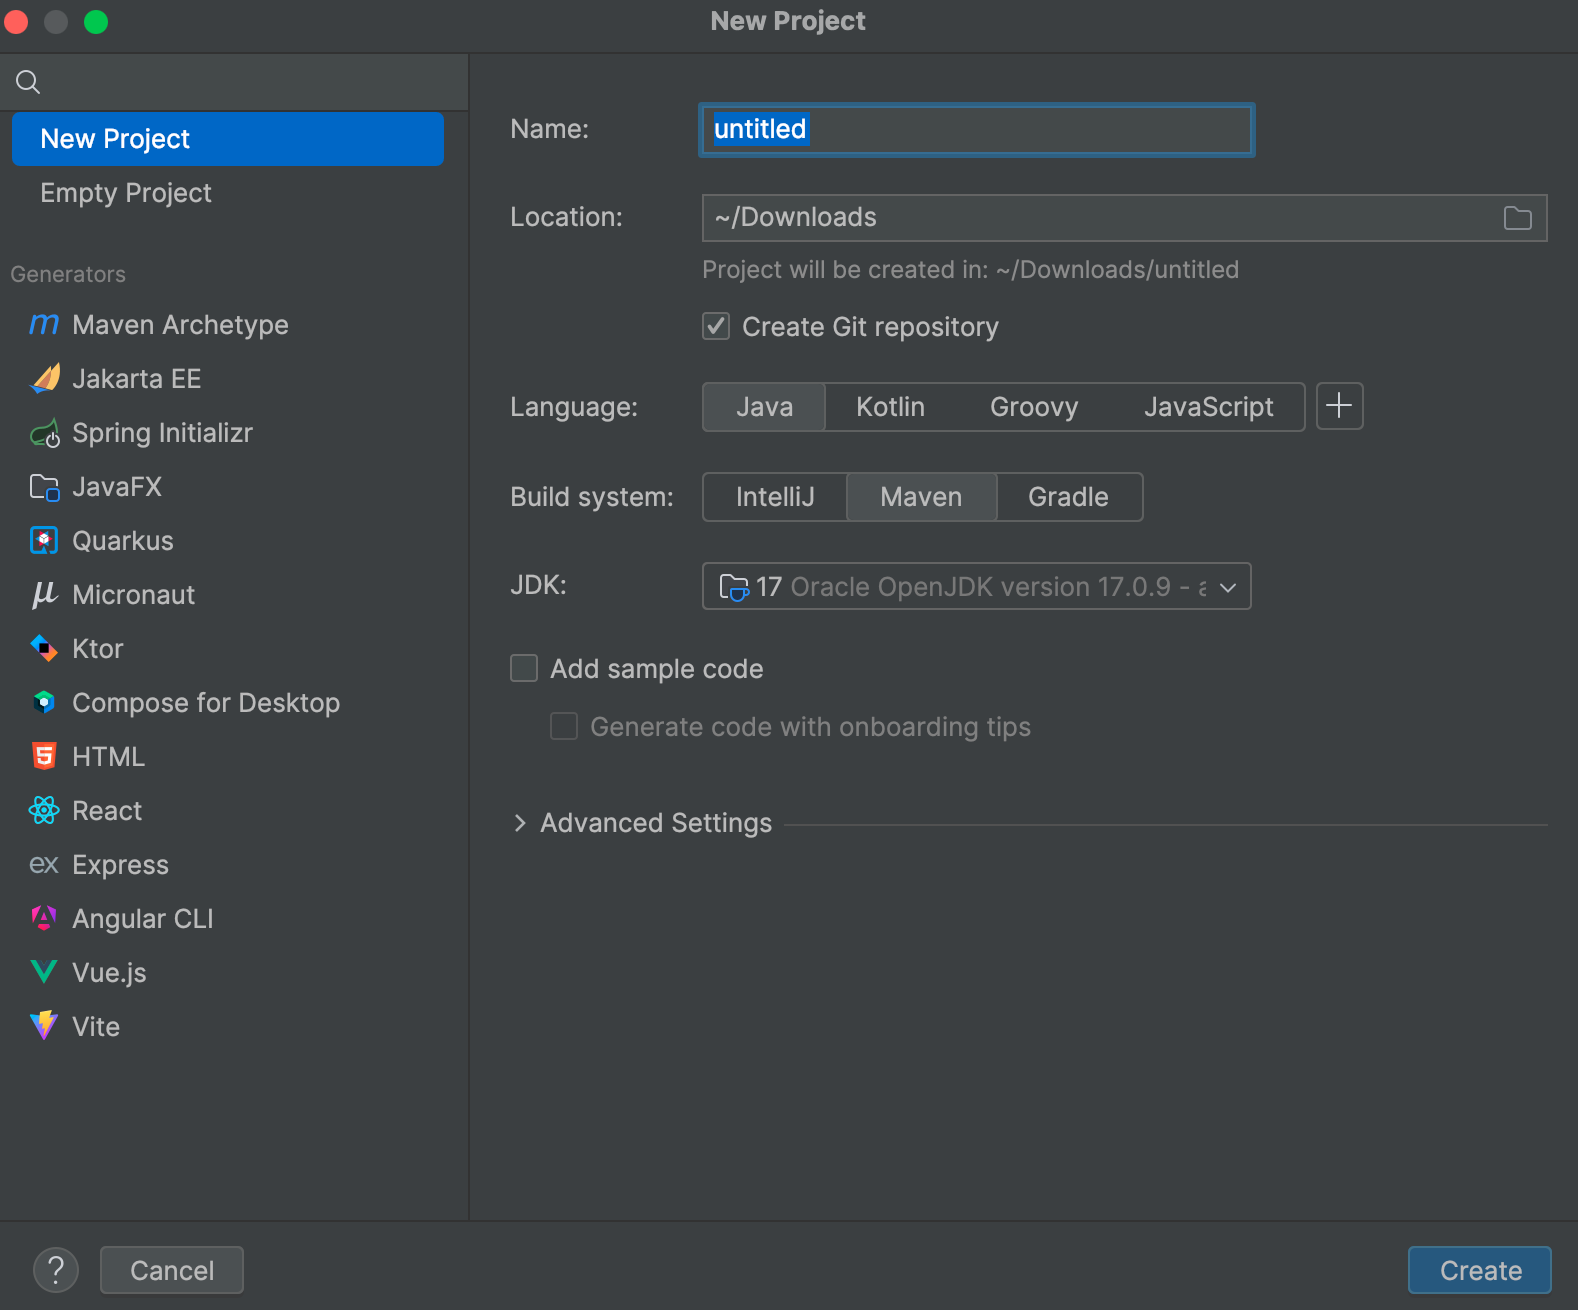 New Project
New Project
Empty Project
Generators
Maven Archetype
Jakarta EE
Spring Initializr
JavaFX
Quarkus
Micronaut
Ktor
Compose for Desktop
HTML
React
ex Express
Angular CLI
Vue.js
Vite
Name: untitled
Location: ~/Downloads
Project will be created in: ~/Downloads/untitled
Create Git repository
Language: Java Kotlin Groovy JavaScript
Build system: IntelliJ Maven Gradle
JDK: 17 Oracle OpenJDK version 17.0.9 -
Add sample code
Generate code with onboarding tips
Advanced Settings
? Cancel Create